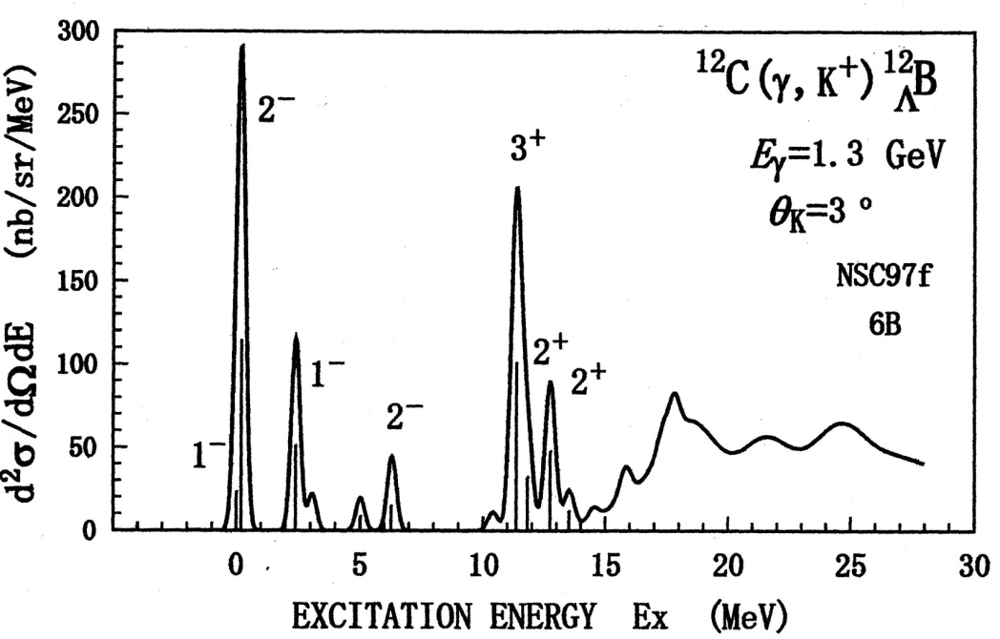 300
250
200
150
100
50
0
d²σ/dΩdE (nb/sr/MeV)
¹²C(γ, K⁺)¹²ΛB
Eγ=1.3 GeV
θK=3°
NSC97f
6B
2⁻
3⁺
2⁺
2⁺
1⁻
2⁻
1⁻
0 5 10 15 20 25 30
EXCITATION ENERGY Ex (MeV)